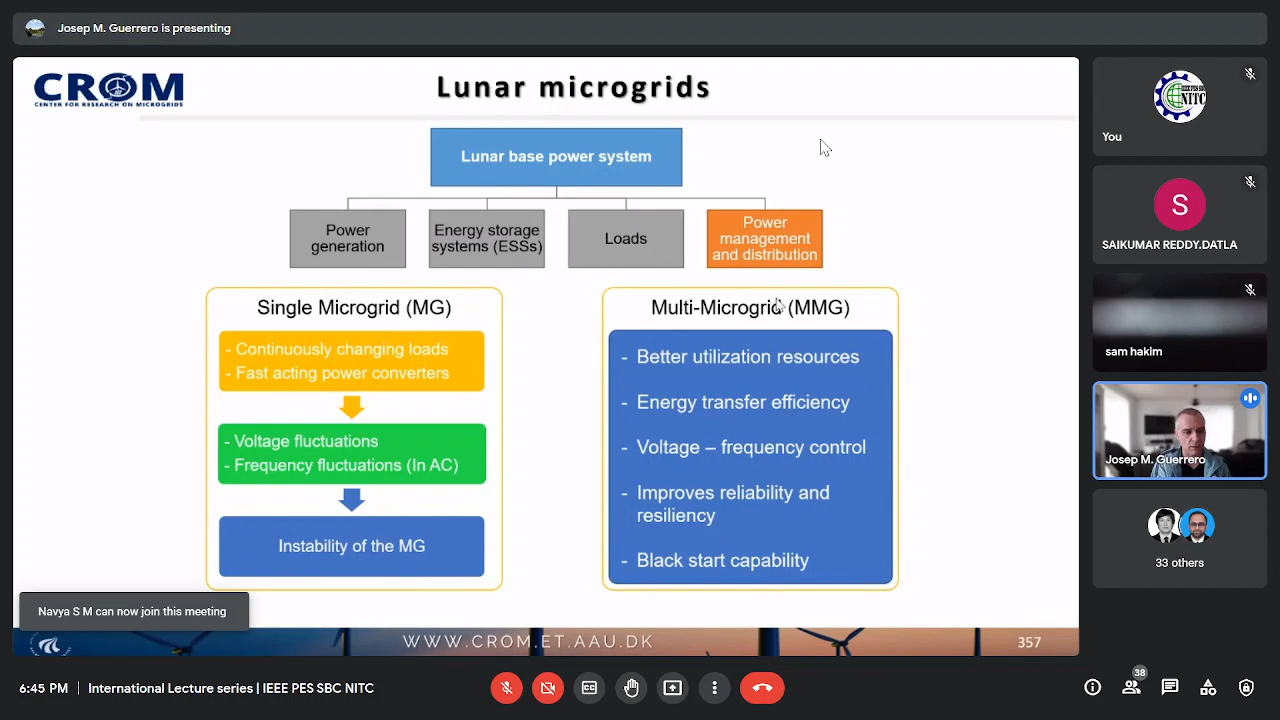 Josep M. Guerrero is presenting
CROM
CENTER FOR RESEARCH ON MICROGRIDS
Lunar microgrids
Lunar base power system
Power
generation
Energy storage
systems (ESSs)
Loads
Power
management
and distribution
Single Microgrid (MG)
- Continuously changing loads
- Fast acting power converters
- Voltage fluctuations
- Frequency fluctuations (In AC)
Instability of the MG
Multi-Microgrid (MMG)
- Better utilization resources
- Energy transfer efficiency
- Voltage – frequency control
- Improves reliability and
resiliency
- Black start capability
Navya S M can now join this meeting
WWW.CROM.ET.AAU.DK
357
NITC
You
S
SAIKUMAR REDDY.DATLA
sam hakim
Josep M. Guerrero
33 others
6:45 PM | International Lecture series | IEEE PES SBC NITC
38